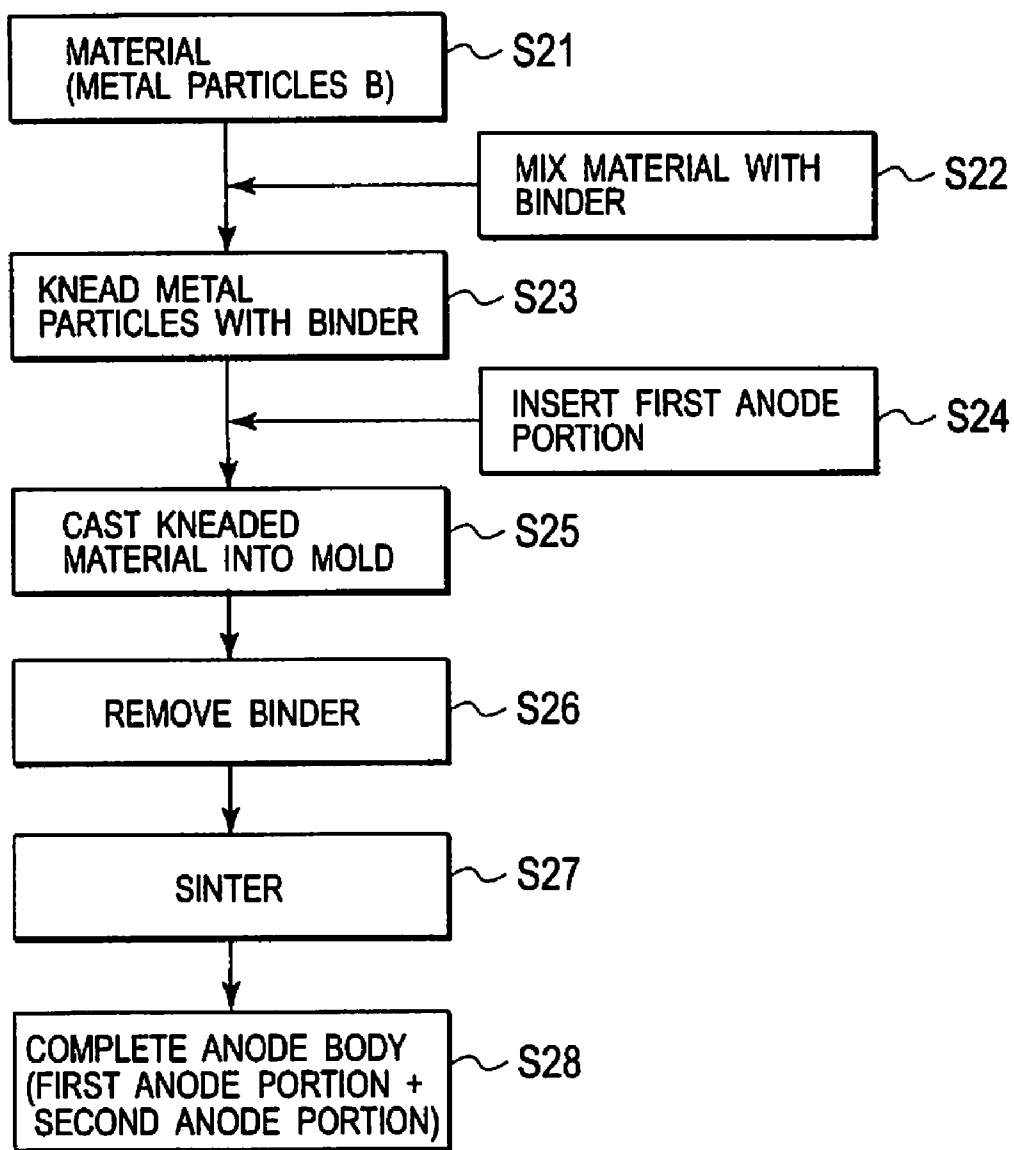 MATERIAL
(METAL PARTICLES B)
S21
MIX MATERIAL WITH
BINDER
S22
KNEAD METAL
PARTICLES WITH BINDER
S23
INSERT FIRST ANODE
PORTION
S24
CAST KNEADED
MATERIAL INTO MOLD
S25
REMOVE BINDER
S26
SINTER
S27
COMPLETE ANODE BODY
(FIRST ANODE PORTION +
SECOND ANODE PORTION)
S28